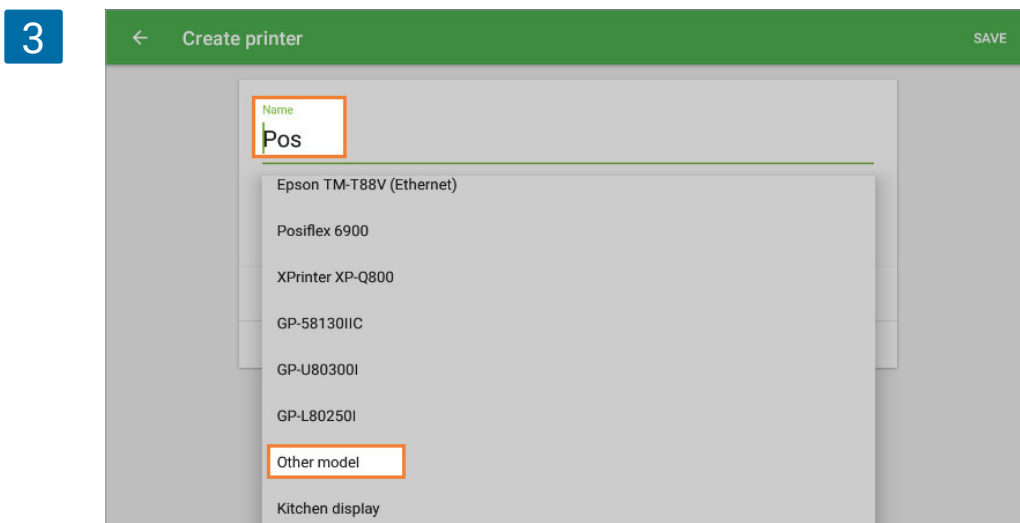 3
Create printer
SAVE
Name
Pos
Epson TM-T88V (Ethernet)
Posiflex 6900
XPrinter XP-Q800
GP-58130IIC
GP-U80300I
GP-L80250I
Other model
Kitchen display